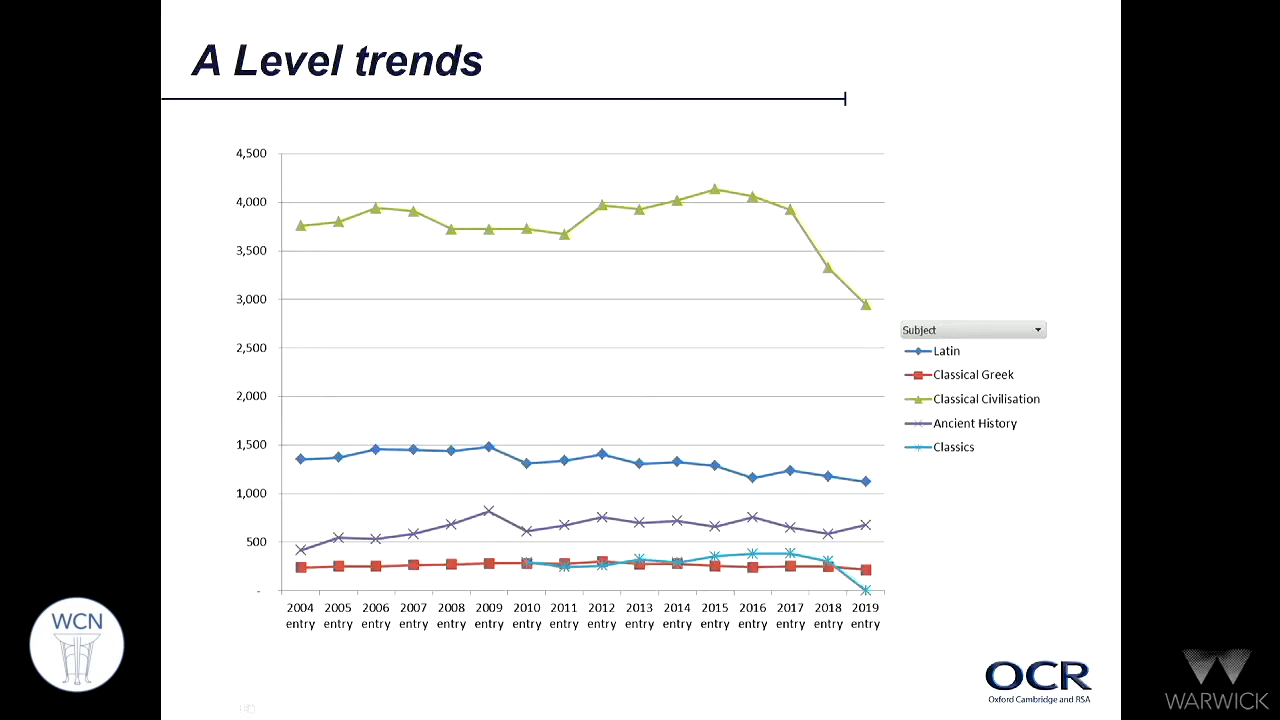 A Level trends
4,500
4,000
3,500
3,000
2,500
2,000
1,500
1,000
500
-
2004 2005 2006 2007 2008 2009 2010 2011 2012 2013 2014 2015 2016 2017 2018 2019
entry entry entry entry entry entry entry entry entry entry entry entry entry entry entry entry
Subject
Latin
Classical Greek
Classical Civilisation
Ancient History
Classics
WCN
OCR
Oxford Cambridge and RSA
WARWICK